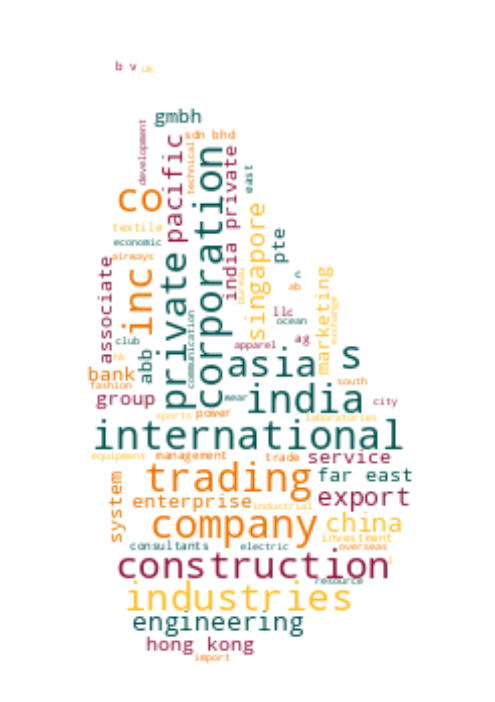 b v uk
gmbh
sdn bhd
development
technical
pacific
corporation
india private
east
co
textile
economic
airways
singapore
pte
bureau
private
inc
associate
c
ab
marketing
exchange
llc
ocean
communication
club
hk
abb
apparel
ag
asia
s
bank
fashion
south
group
wear
india
city
sports
power
laboratories
international
equipment
management
trade
service
trading
far east
system
enterprise
industrial
export
company
china
investment
consultants
electric
overseas
construction
resource
industries
engineering
hong kong
import